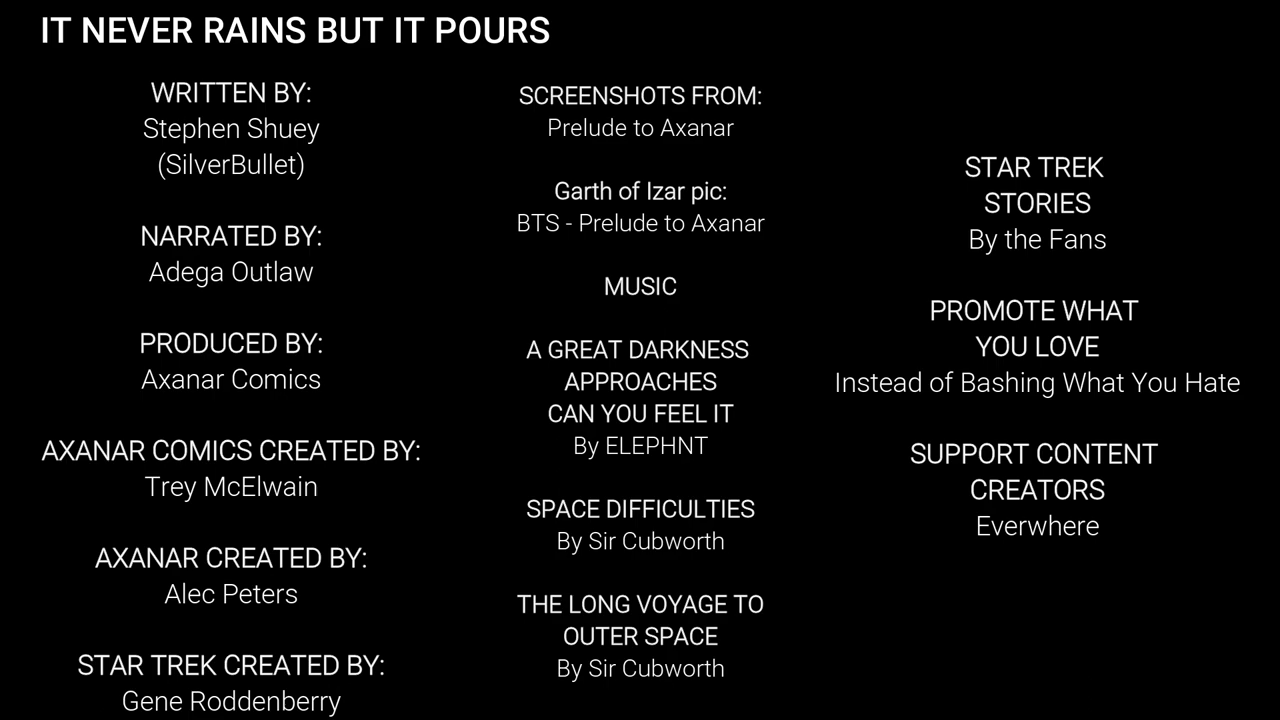 IT NEVER RAINS BUT IT POURS
WRITTEN BY:
Stephen Shuey
(SilverBullet)
NARRATED BY:
Adega Outlaw
PRODUCED BY:
Axanar Comics
AXANAR COMICS CREATED BY:
Trey McElwain
AXANAR CREATED BY:
Alec Peters
STAR TREK CREATED BY:
Gene Roddenberry
SCREENSHOTS FROM:
Prelude to Axanar
Garth of Izar pic:
BTS - Prelude to Axanar
MUSIC
A GREAT DARKNESS
APPROACHES
CAN YOU FEEL IT
By ELEPHNT
SPACE DIFFICULTIES
By Sir Cubworth
THE LONG VOYAGE TO
OUTER SPACE
By Sir Cubworth
STAR TREK
STORIES
By the Fans
PROMOTE WHAT
YOU LOVE
Instead of Bashing What You Hate
SUPPORT CONTENT
CREATORS
Everwhere